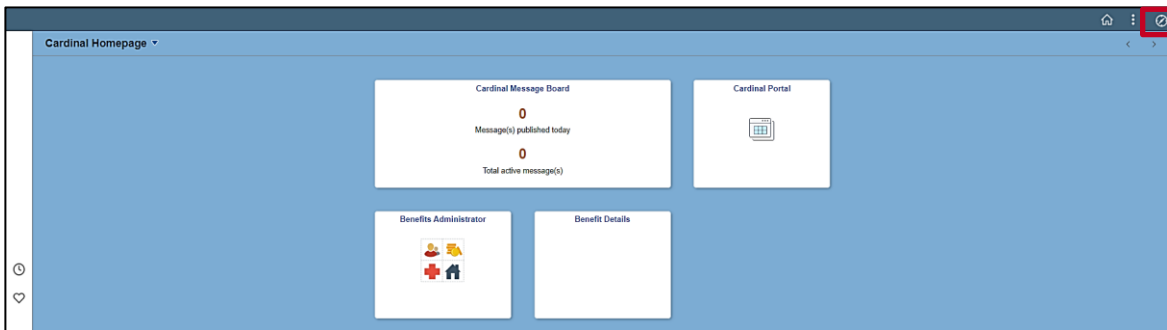 Cardinal Homepage
Cardinal Message Board
0
Message(s) published today
0
Total active message(s)
Cardinal Portal
Benefits Administrator
Benefit Details